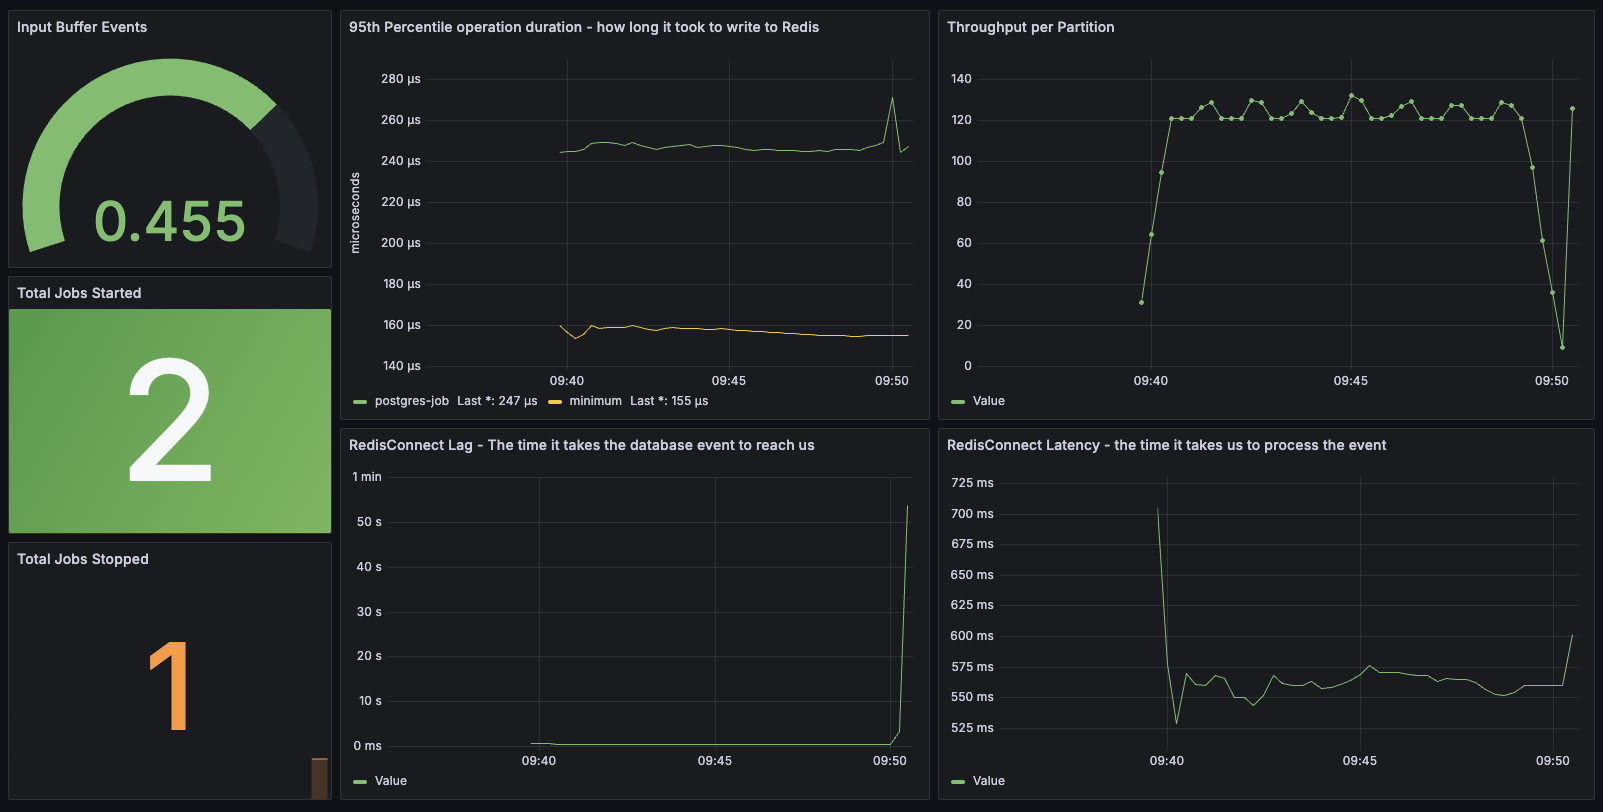 Input Buffer Events
0.455
Total Jobs Started
2
Total Jobs Stopped
1
95th Percentile operation duration - how long it took to write to Redis
microseconds
280 µs
260 µs
240 µs
220 µs
200 µs
180 µs
160 µs
140 µs
09:40 09:45 09:50
postgres-job Last *: 247 µs minimum Last *: 155 µs
Throughput per Partition
140
120
100
80
60
40
20
0
09:40 09:45 09:50
Value
RedisConnect Lag - The time it takes the database event to reach us
1 min
50 s
40 s
30 s
20 s
10 s
0 ms
09:40 09:45 09:50
Value
RedisConnect Latency - the time it takes us to process the event
725 ms
700 ms
675 ms
650 ms
625 ms
600 ms
575 ms
550 ms
525 ms
09:40 09:45 09:50
Value